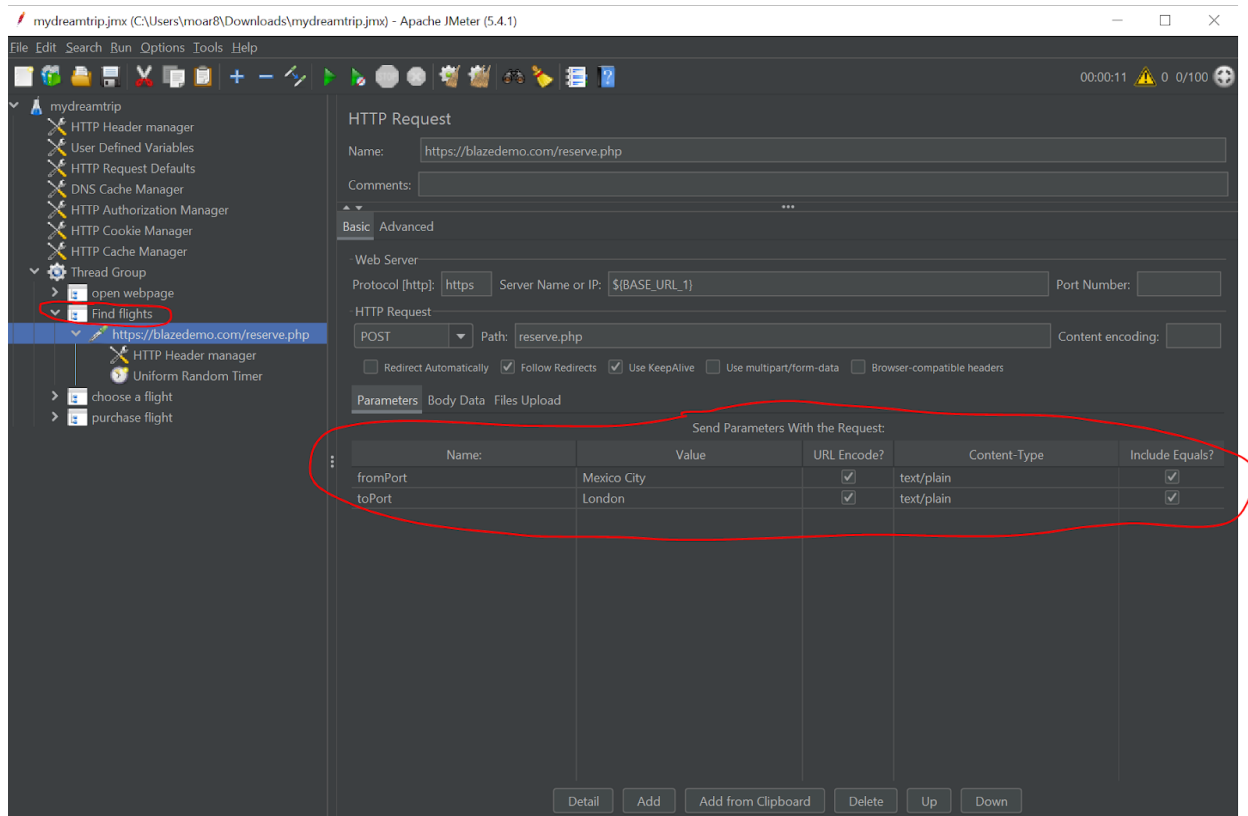 mydreamtrip.jmx (C:\Users\moar8\Downloads\mydreamtrip.jmx) - Apache JMeter (5.4.1)
File Edit Search Run Options Tools Help
00:00:11 0 0/100
mydreamtrip
HTTP Header manager
User Defined Variables
HTTP Request Defaults
DNS Cache Manager
HTTP Authorization Manager
HTTP Cookie Manager
HTTP Cache Manager
Thread Group
open webpage
Find flights
https://blazedemo.com/reserve.php
HTTP Header manager
Uniform Random Timer
choose a flight
purchase flight
HTTP Request
Name: https://blazedemo.com/reserve.php
Comments:
Basic Advanced
Web Server
Protocol [http]: https Server Name or IP: ${BASE_URL_1} Port Number:
HTTP Request
POST Path: reserve.php Content encoding:
Redirect Automatically Follow Redirects Use KeepAlive Use multipart/form-data Browser-compatible headers
Parameters Body Data Files Upload
Send Parameters With the Request:
Name: Value URL Encode? Content-Type Include Equals?
fromPort Mexico City text/plain
toPort London text/plain
Detail Add Add from Clipboard Delete Up Down